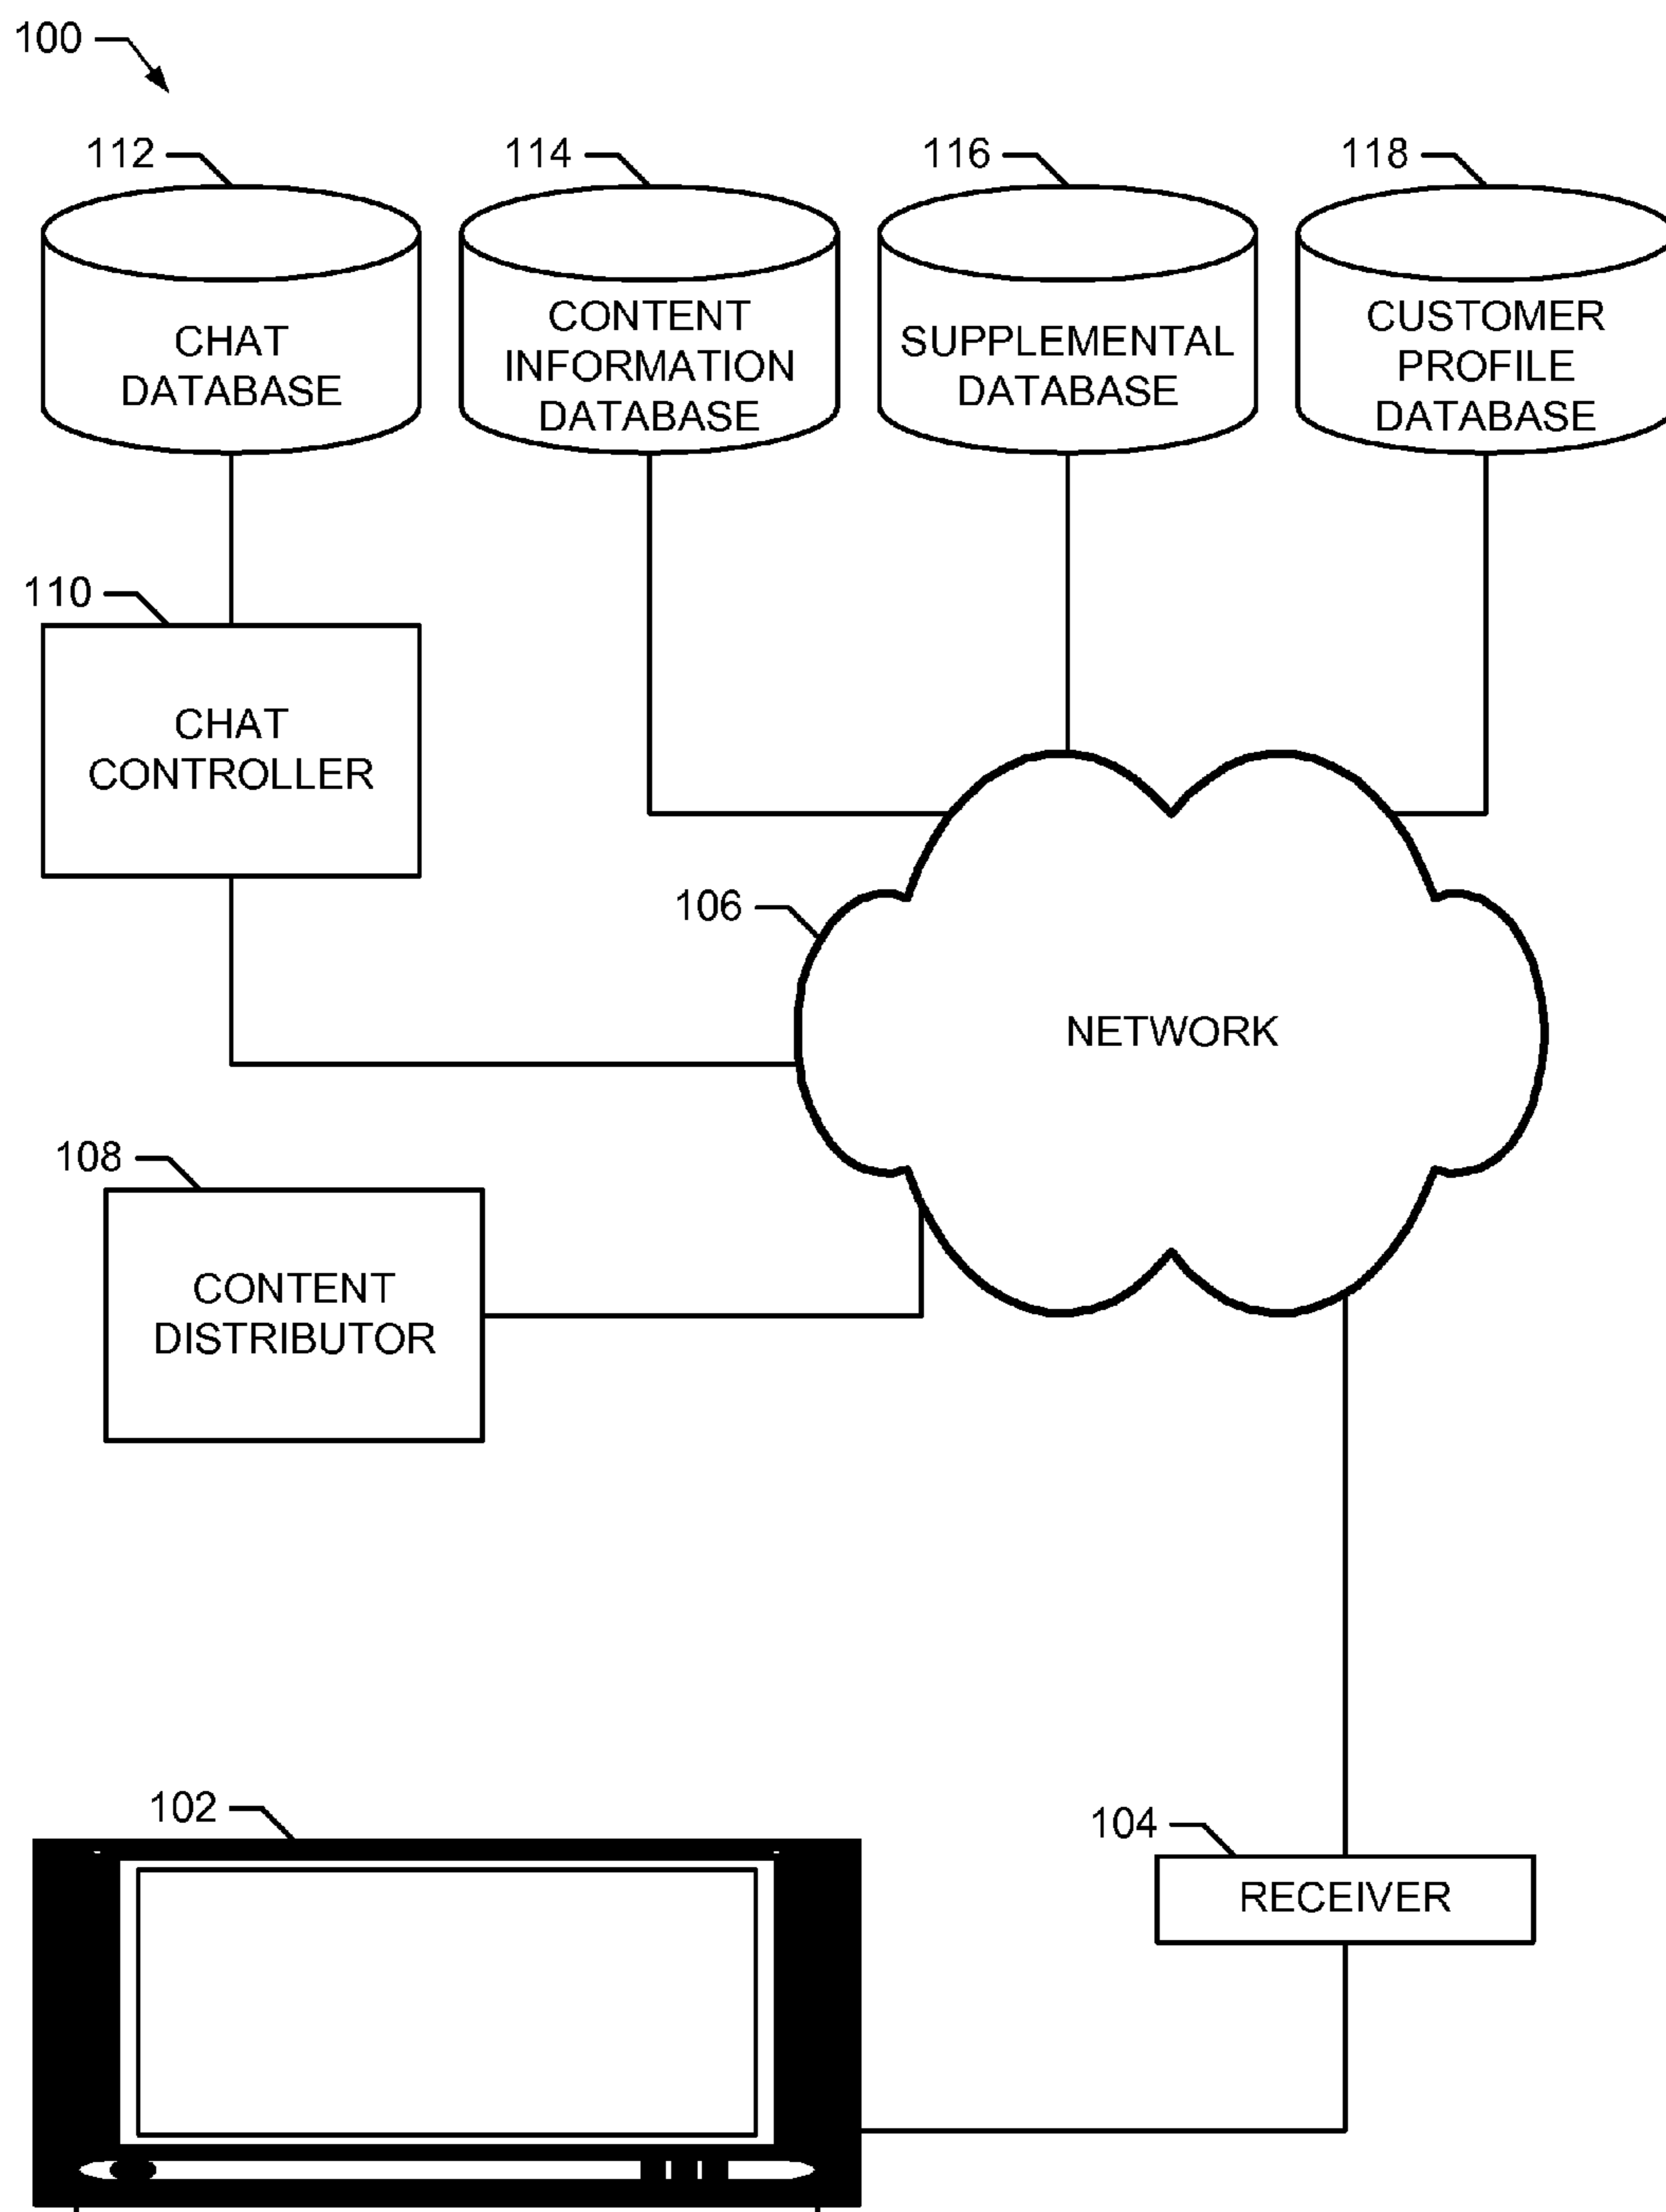 100
112
114
116
118
CHAT
DATABASE
CONTENT
INFORMATION
DATABASE
SUPPLEMENTAL
DATABASE
CUSTOMER
PROFILE
DATABASE
110
CHAT
CONTROLLER
106
NETWORK
108
CONTENT
DISTRIBUTOR
102
104
RECEIVER